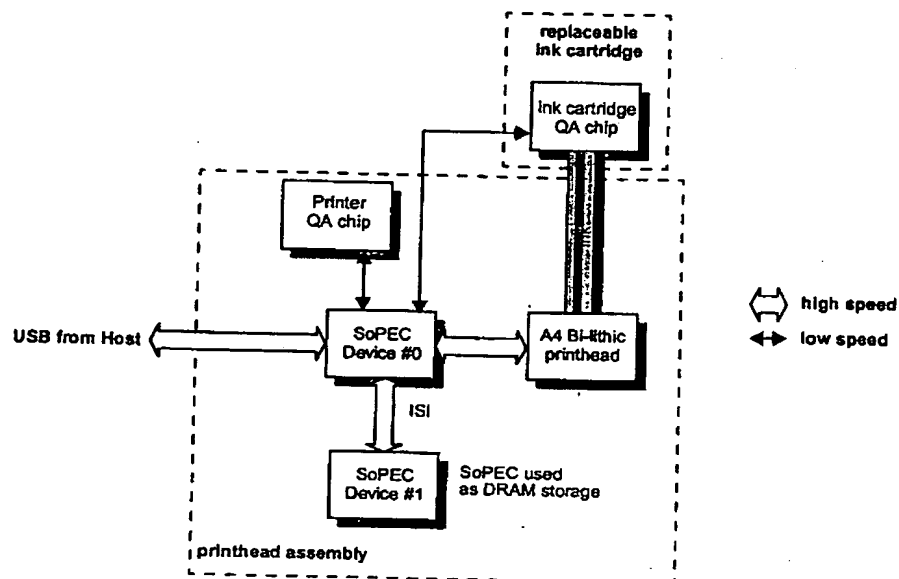 replaceable
ink cartridge
Ink cartridge
QA chip
Printer
QA chip
high speed
low speed
USB from Host
SoPEC
Device #0
A4 Bi-lithic
printhead
ISI
SoPEC
Device #1
SoPEC used
as DRAM storage
printhead assembly